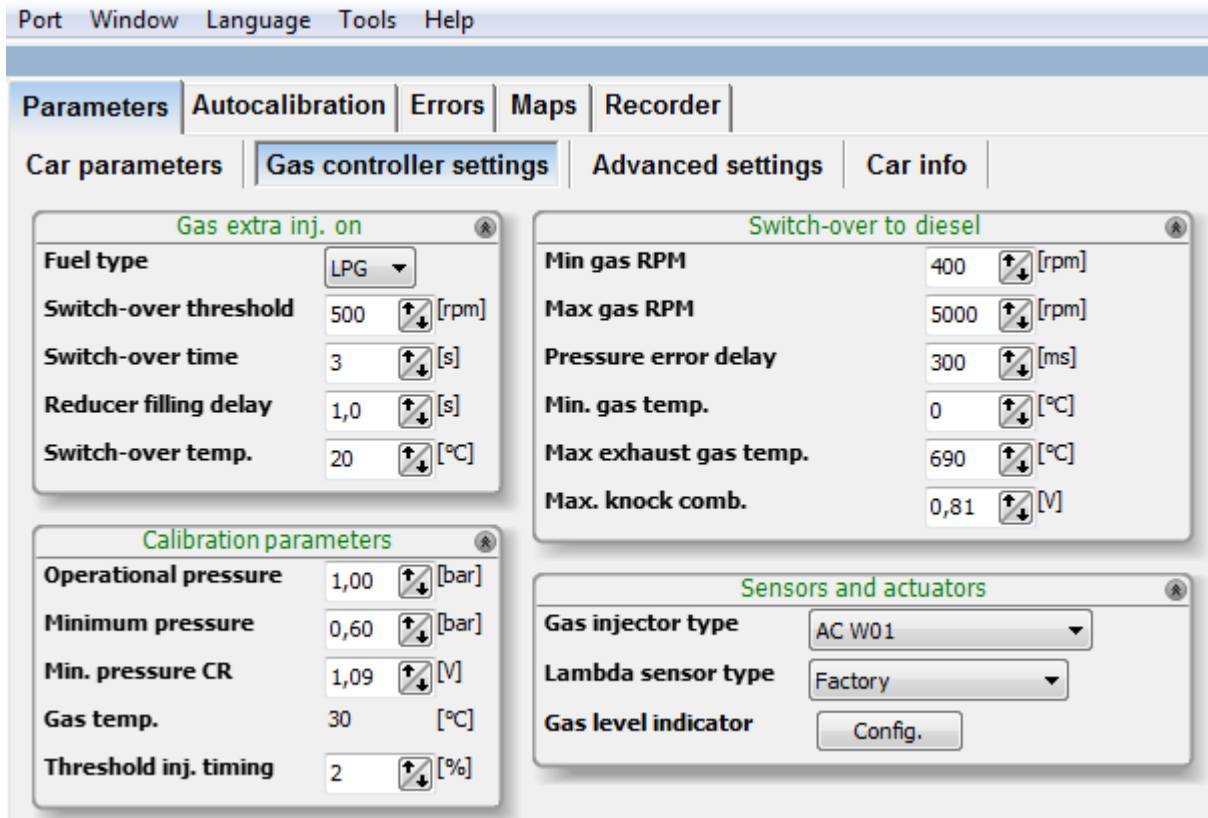 Port Window Language Tools Help
Parameters Autocalibration Errors Maps Recorder
Car parameters Gas controller settings Advanced settings Car info
Gas extra inj. on
Fuel type LPG
Switch-over threshold 500 [rpm]
Switch-over time 3 [s]
Reducer filling delay 1,0 [s]
Switch-over temp. 20 [°C]
Calibration parameters
Operational pressure 1,00 [bar]
Minimum pressure 0,60 [bar]
Min. pressure CR 1,09 [V]
Gas temp. 30 [°C]
Threshold inj. timing 2 [%]
Switch-over to diesel
Min gas RPM 400 [rpm]
Max gas RPM 5000 [rpm]
Pressure error delay 300 [ms]
Min. gas temp. 0 [°C]
Max exhaust gas temp. 690 [°C]
Max. knock comb. 0,81 [V]
Sensors and actuators
Gas injector type AC W01
Lambda sensor type Factory
Gas level indicator Config.